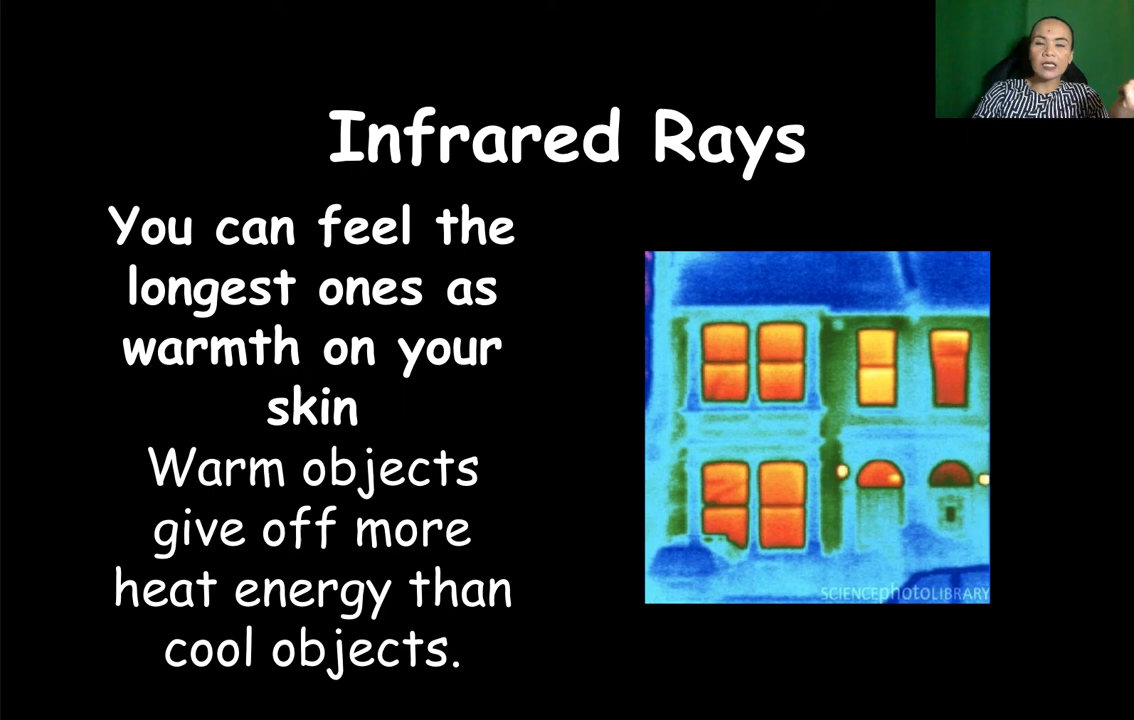 Infrared Rays
You can feel the
longest ones as
warmth on your
skin
Warm objects
give off more
heat energy than
cool objects.
SCIENCEphotoLIBRARY